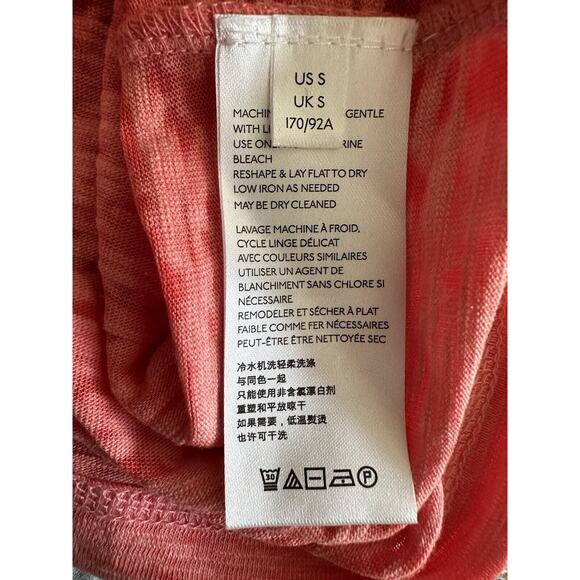 US S
UK S
170/92A
GENTLE
WITH
USE
BLEACH
RESHAPE & LAY FLAT TO DRY
LOW IRON AS NEEDED
MAY BE DRY CLEANED
LAVAGE MACHINE À FROID,
CYCLE LINGE DÉLICAT
AVEC COULEURS SIMILAIRES
UTILISER UN AGENT DE
BLANCHIMENT SANS CHLORE SI
NÉCESSAIRE
REMODELER ET SÉCHER À PLAT
FAIBLE COMME FER NÉCESSAIRES
PEUT-ÊTRE ÊTRE NETTOYÉE SEC
冷水机洗轻柔洗涤
与同色一起
只能使用非含氯漂白剂
重塑和平放晾干
如果需要，低温熨烫
也许可干洗
30
P